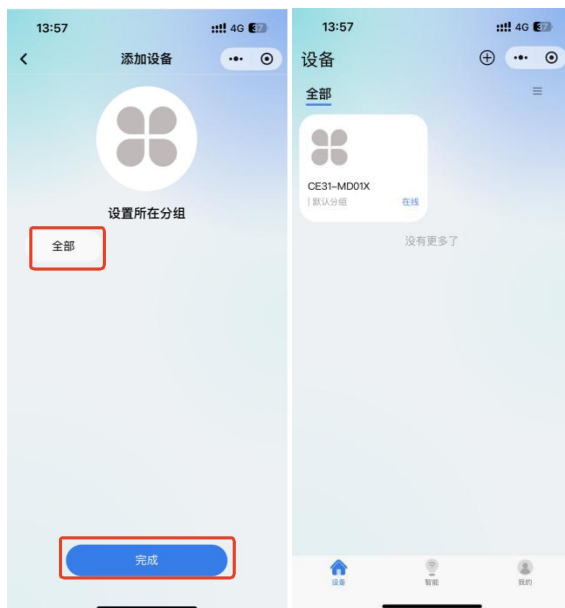 13:57
4G 37
添加设备
设置所在分组
全部
完成
13:57
4G 37
设备
全部
CE31-MD01X
默认分组
在线
没有更多了
设备
智能
我的